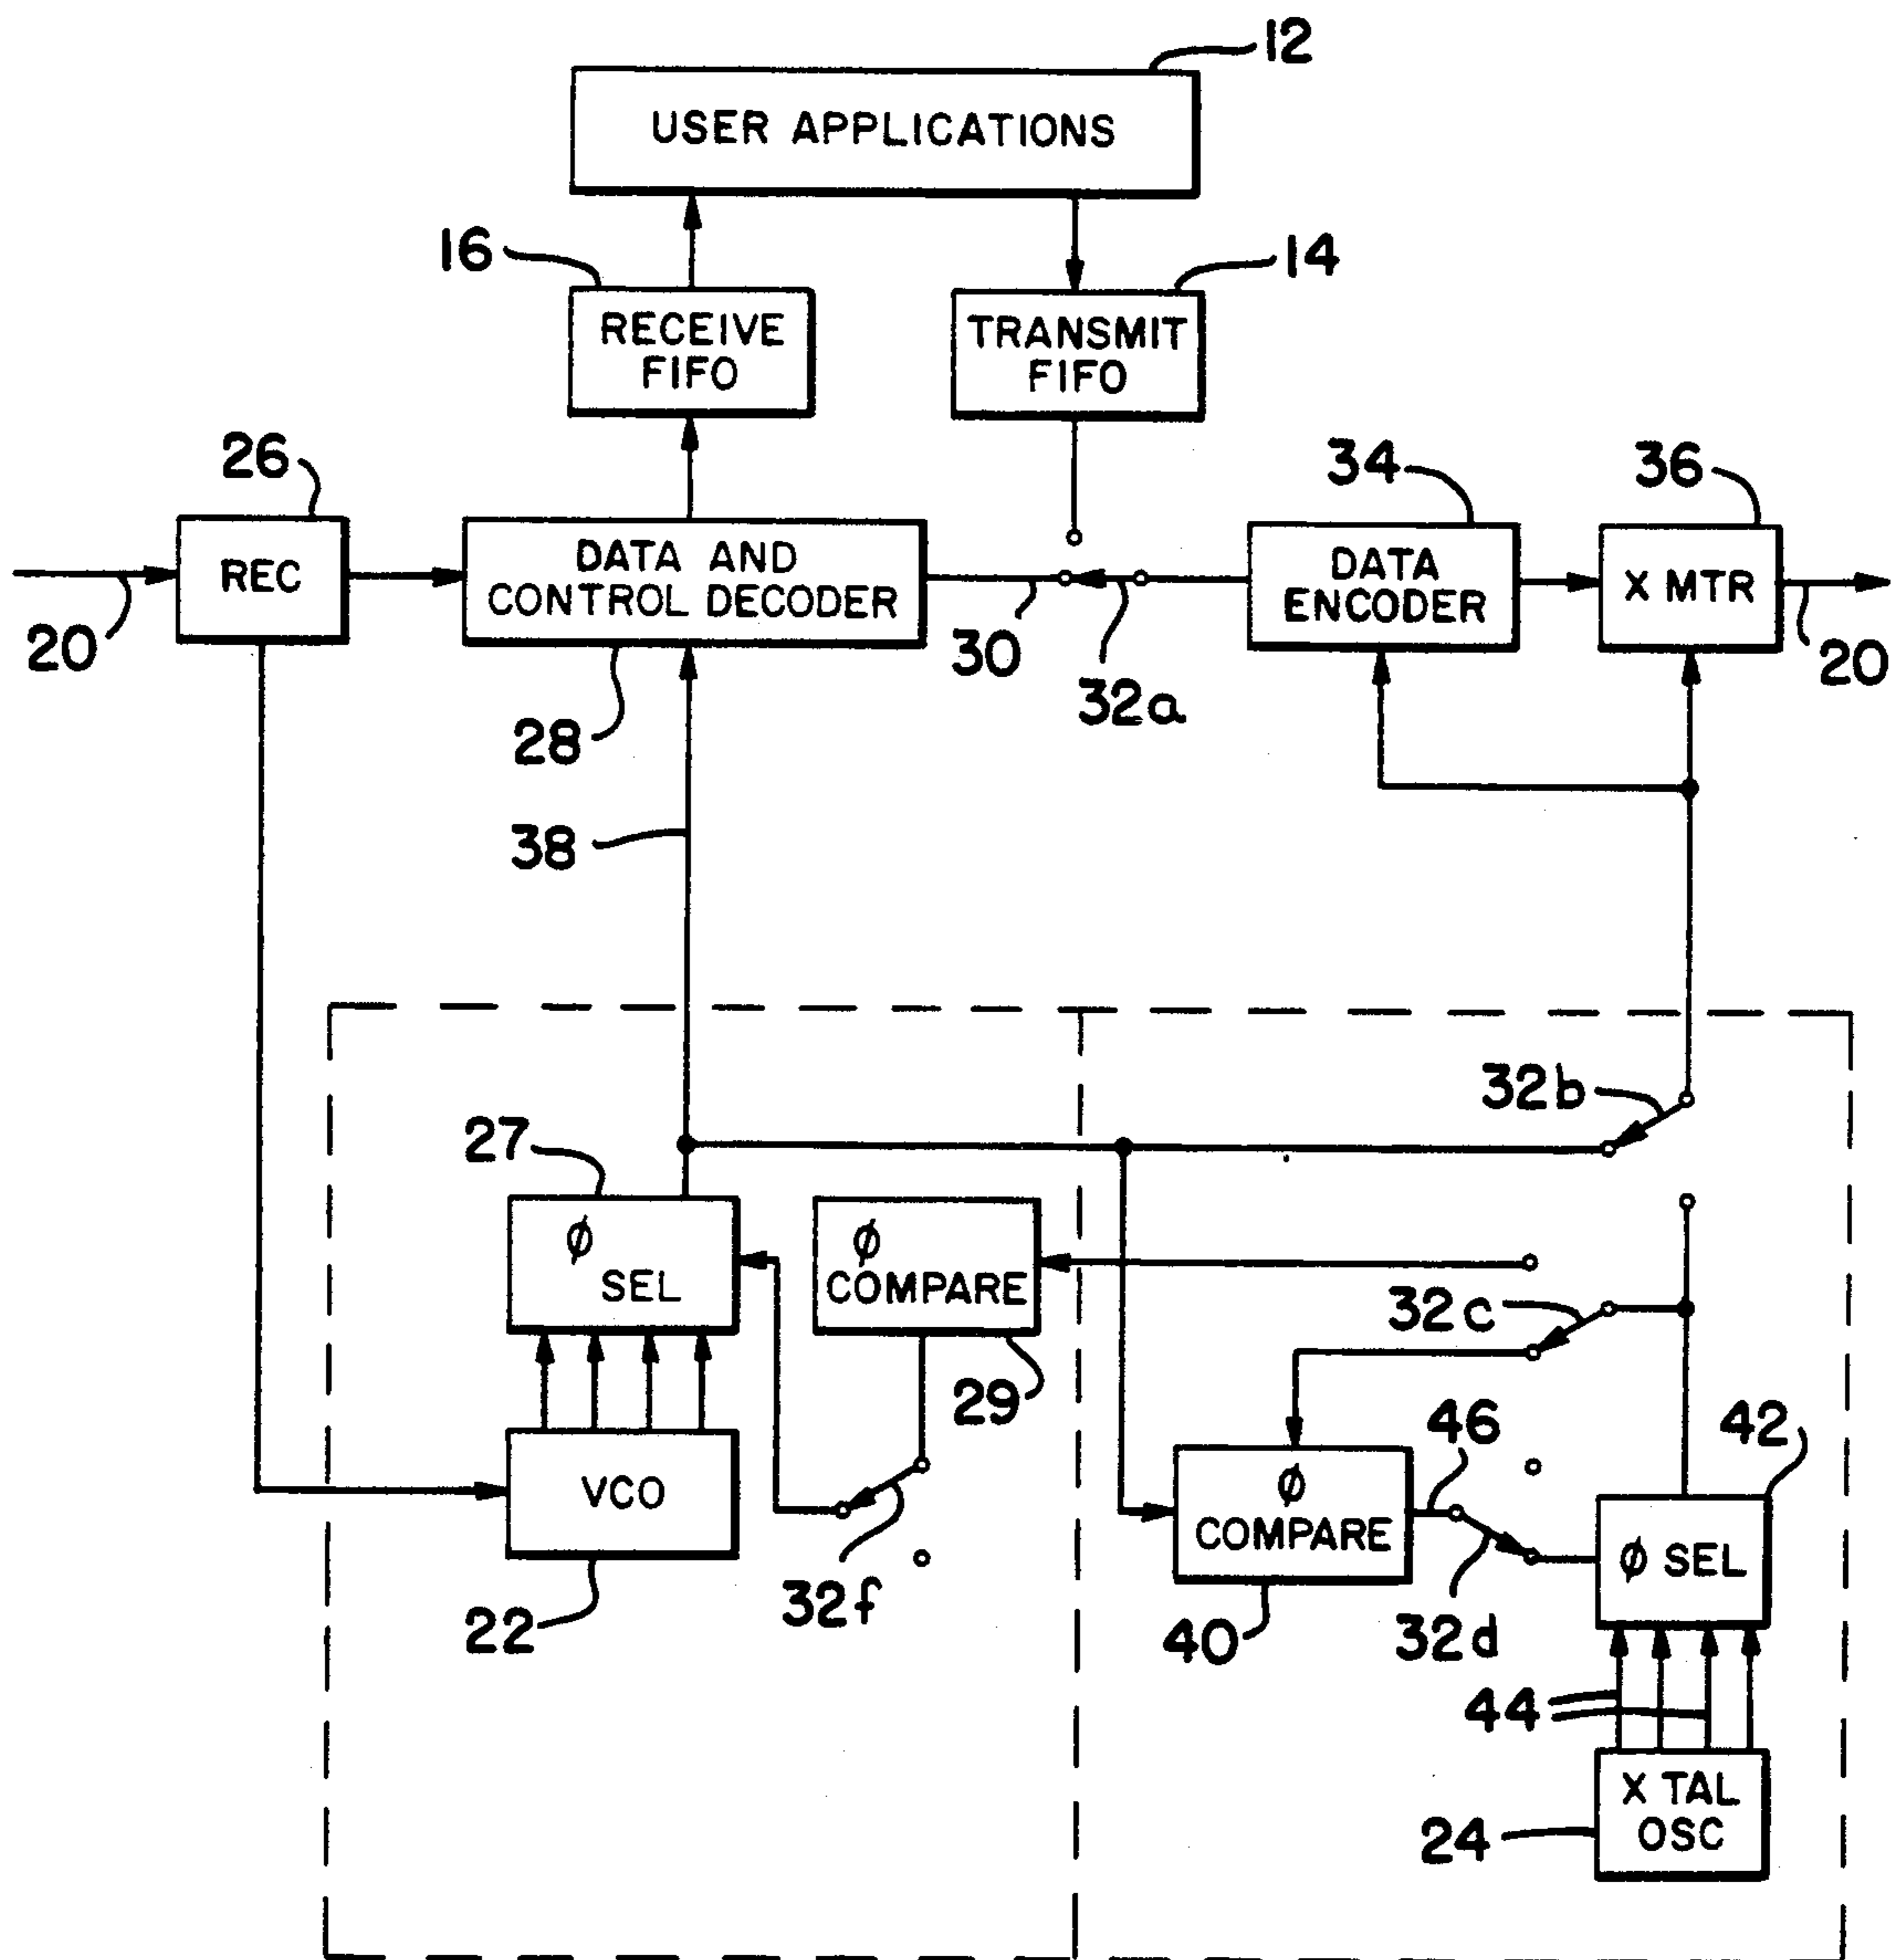 12
USER APPLICATIONS
16
14
RECEIVE
FIFO
TRANSMIT
FIFO
26
34
36
20
REC
DATA AND
CONTROL DECODER
28
30
32a
DATA
ENCODER
X MTR
20
38
32b
27
ϕ
SEL
ϕ
COMPARE
29
32c
46
42
VCO
22
32f
ϕ
COMPARE
40
32d
ϕ SEL
44
X TAL
OSC
24